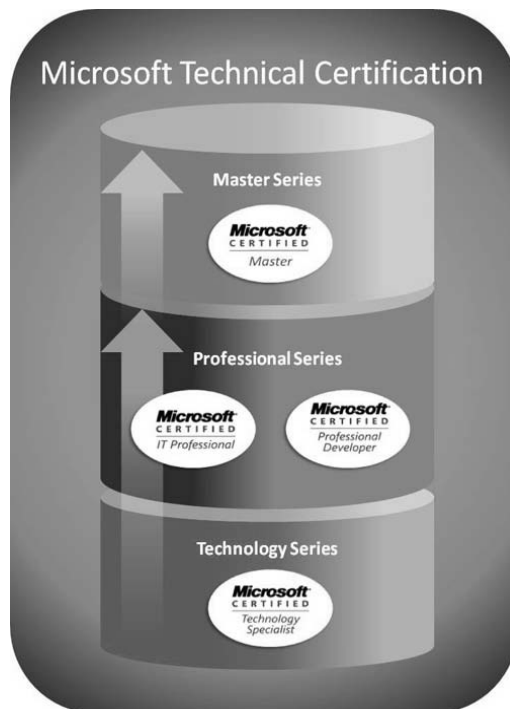 Microsoft Technical Certification
Master Series
Microsoft
CERTIFIED
Master
Professional Series
Microsoft
CERTIFIED
IT Professional
Microsoft
CERTIFIED
Professional
Developer
Technology Series
Microsoft
CERTIFIED
Technology
Specialist